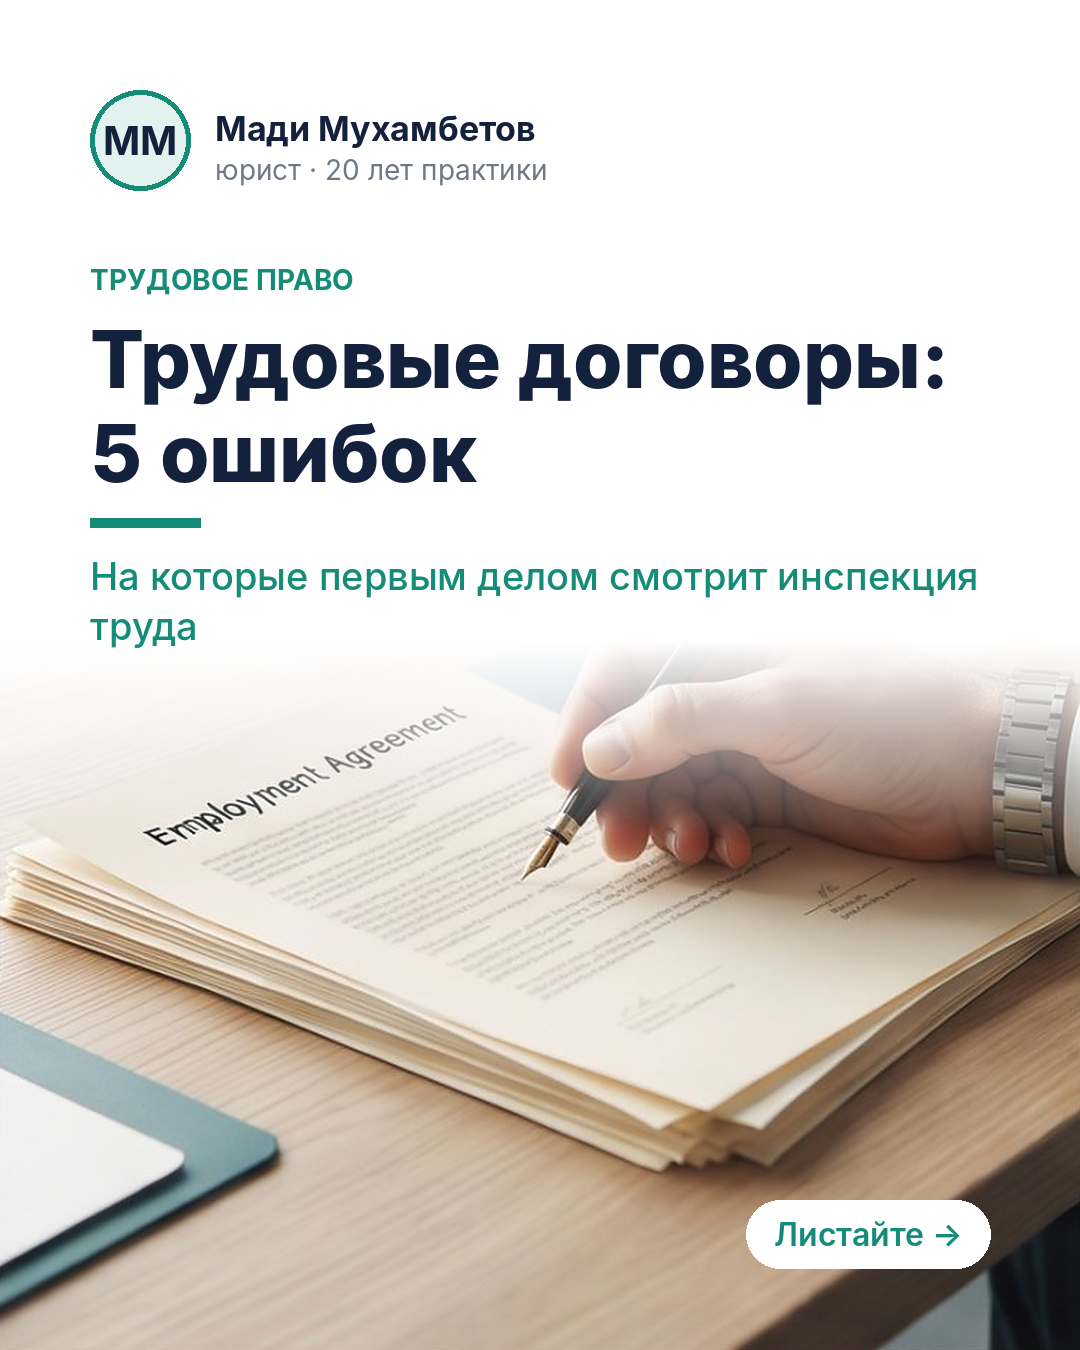 ММ
Мади Мухамбетов
юрист · 20 лет практики
ТРУДОВОЕ ПРАВО
Трудовые договоры:
5 ошибок
На которые первым делом смотрит инспекция
труда
Employment Agreement
Листайте →